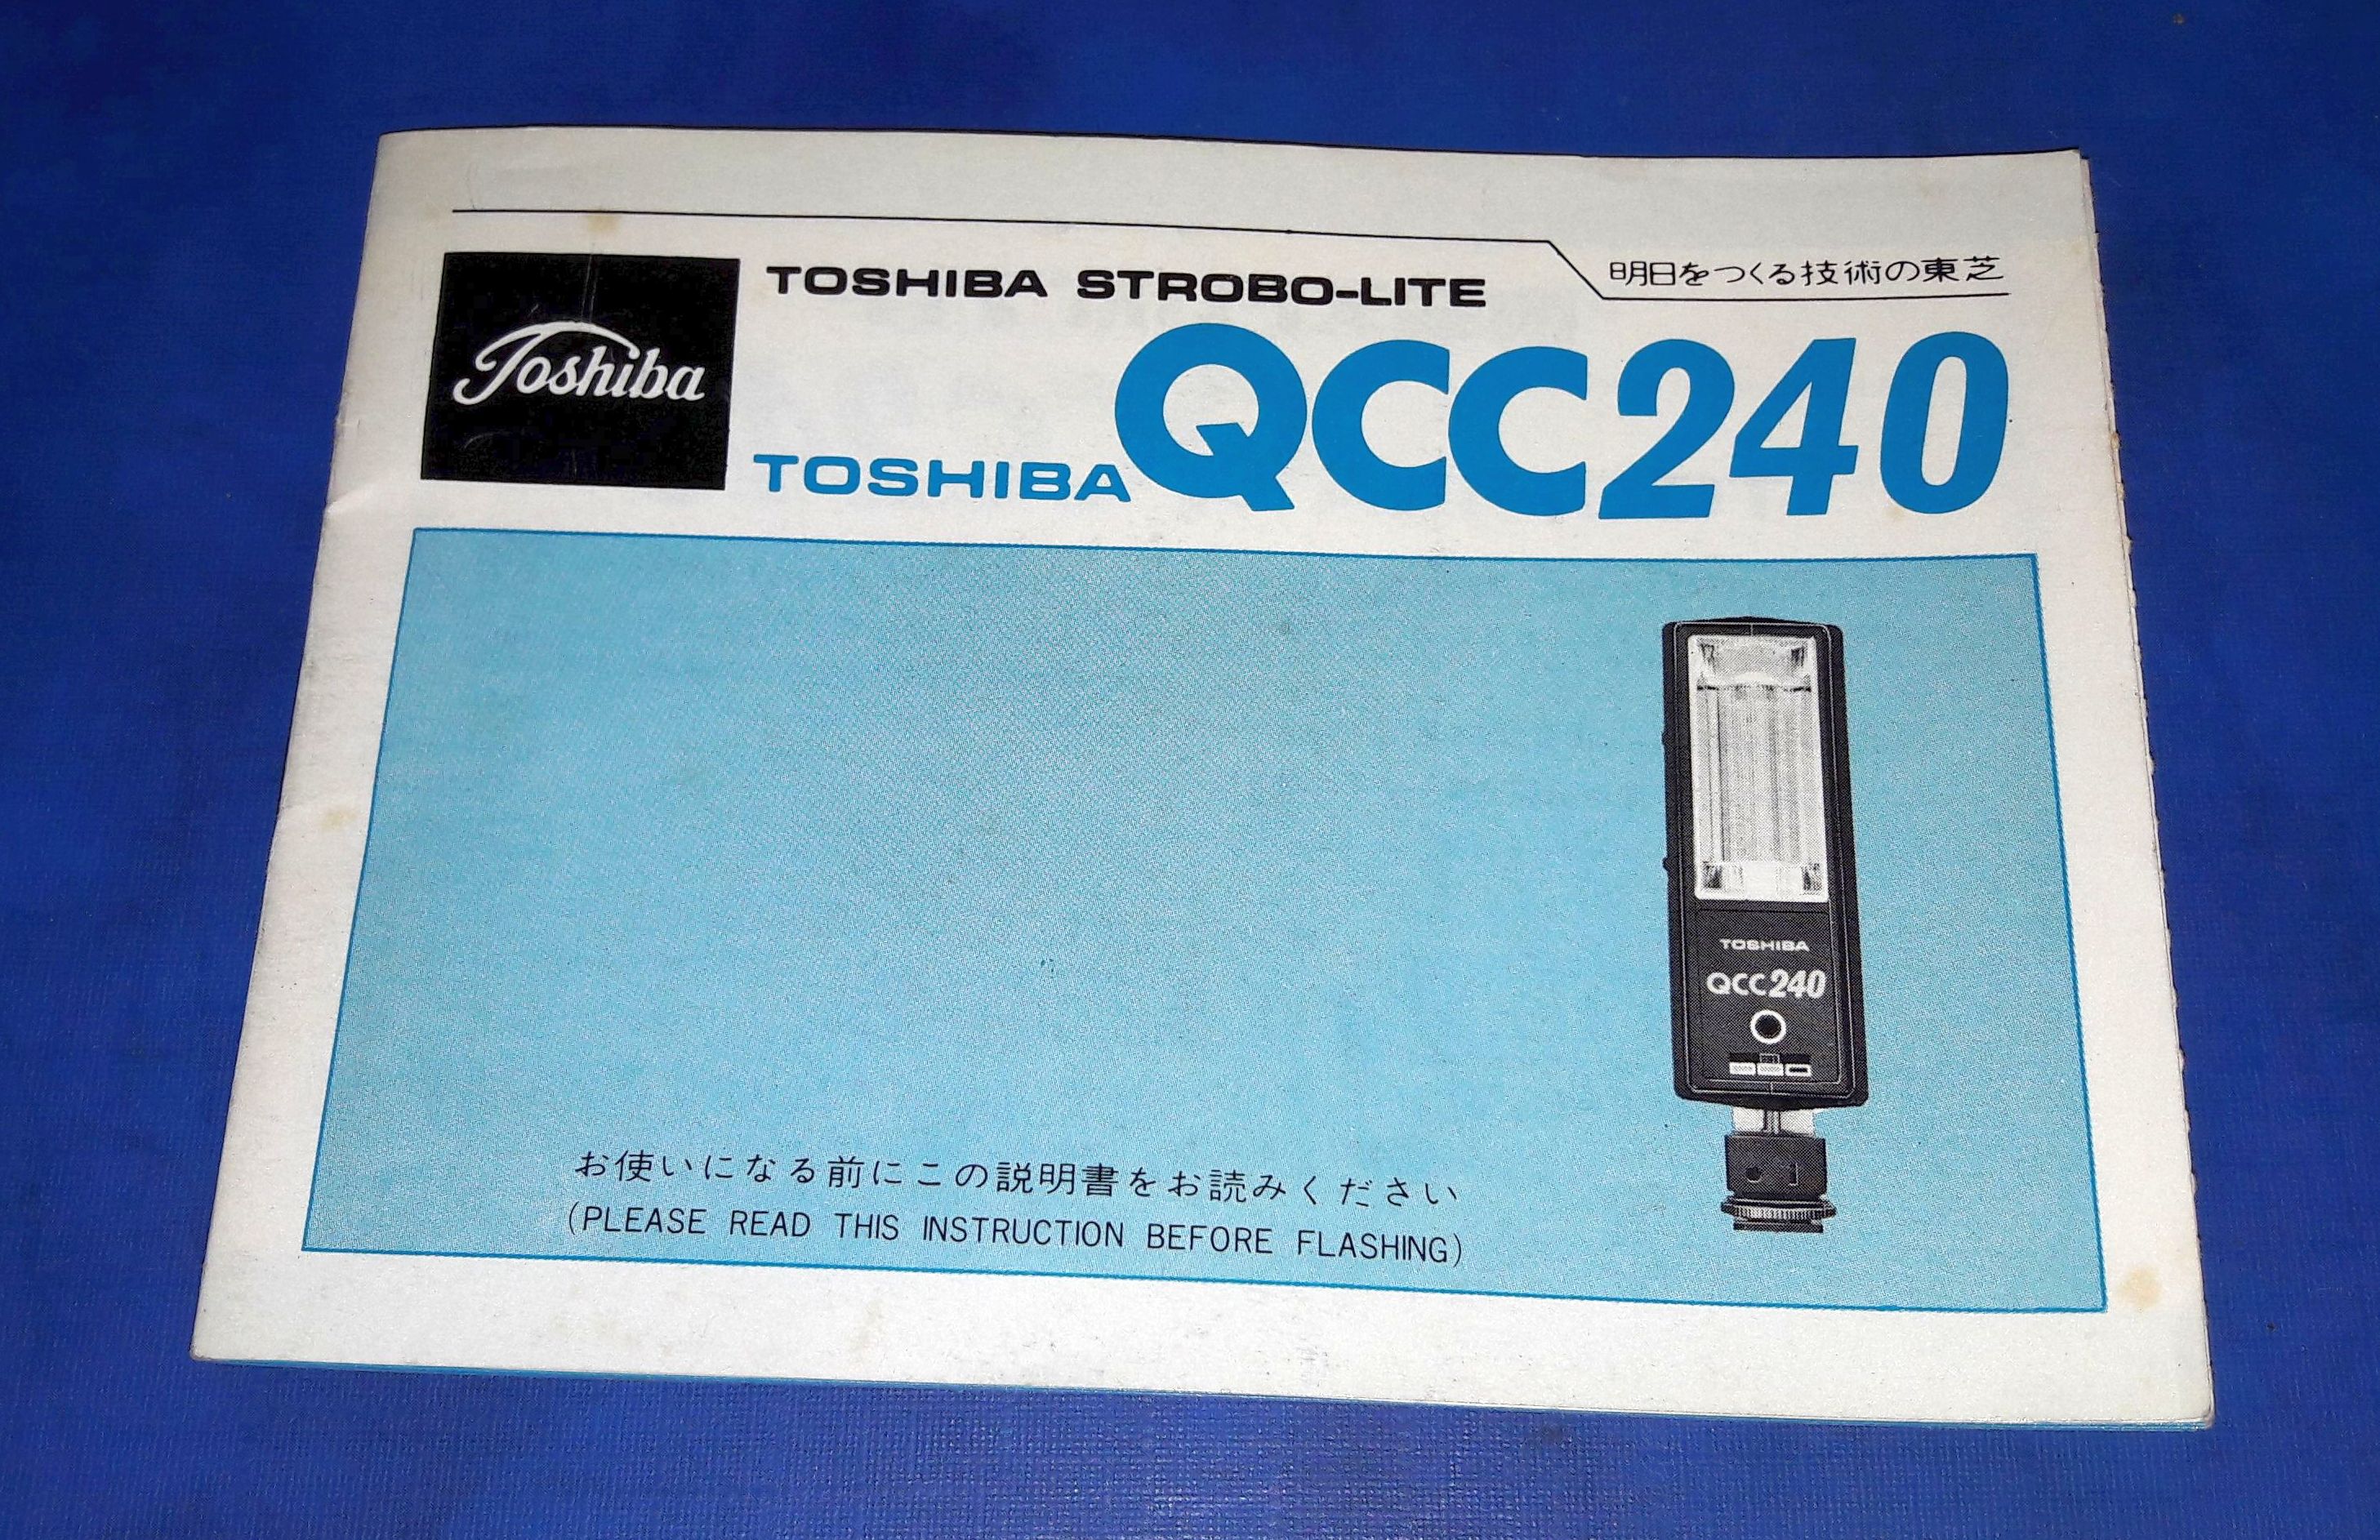 Toshiba
TOSHIBA STROBO-LITE
明日をつくる技術の東芝
TOSHIBA QCC240
TOSHIBA
QCC240
お使いになる前にこの説明書をお読みください
(PLEASE READ THIS INSTRUCTION BEFORE FLASHING)